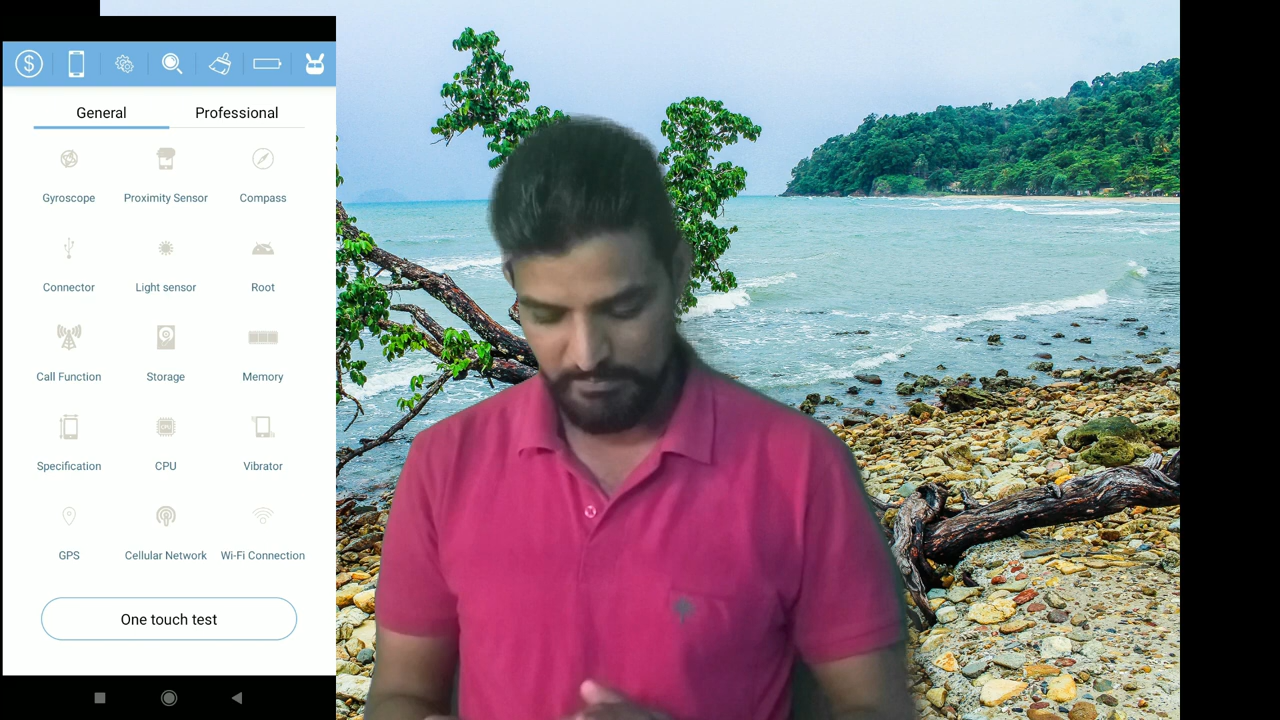 $
General Professional
Gyroscope Proximity Sensor Compass
Connector Light sensor Root
Call Function Storage Memory
Specification CPU Vibrator
GPS Cellular Network Wi-Fi Connection
One touch test